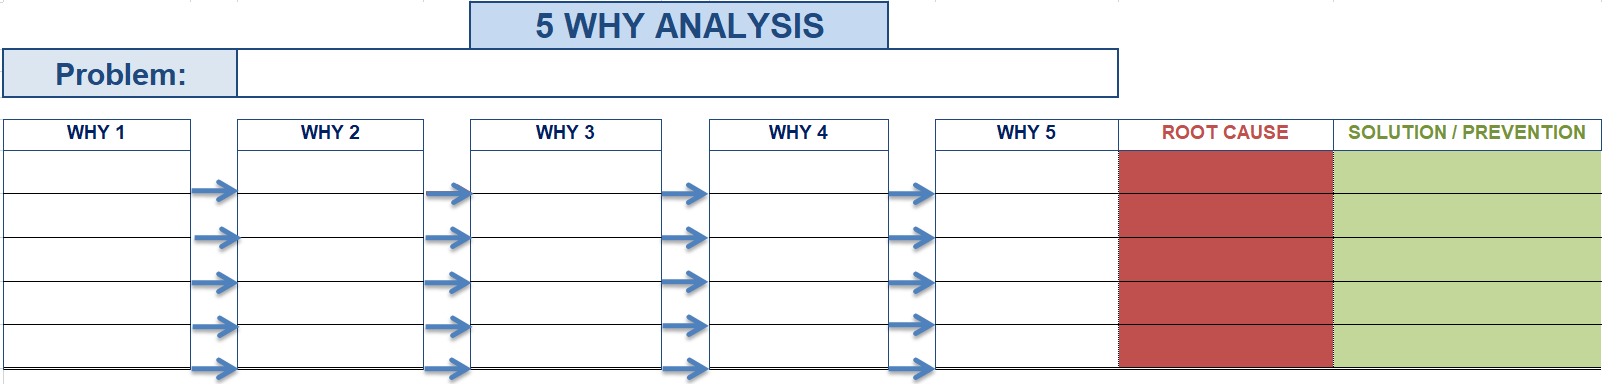 5 WHY ANALYSIS
Problem:
WHY 1 WHY 2 WHY 3 WHY 4 WHY 5 ROOT CAUSE SOLUTION / PREVENTION